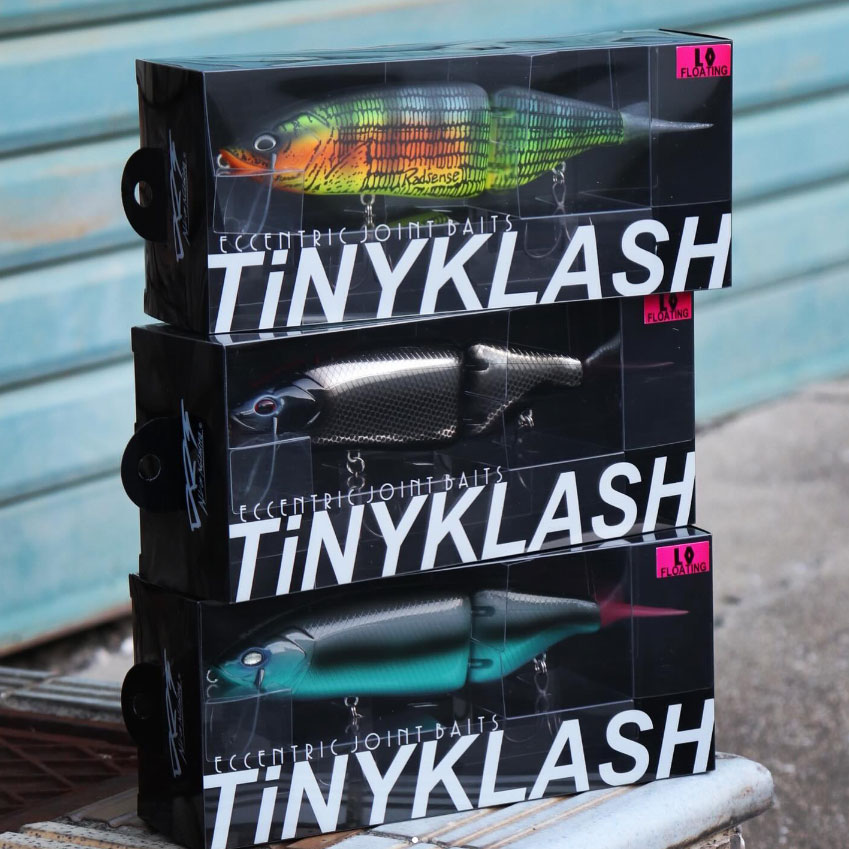 LO
FLOATING
Radsense
ECCENTRIC JOINT BAITS
TiNYKLASH
LO
FLOATING
ECCENTRIC JOINT BAITS
TiNYKLASH
LO
FLOATING
ECCENTRIC JOINT BAITS
TiNYKLASH